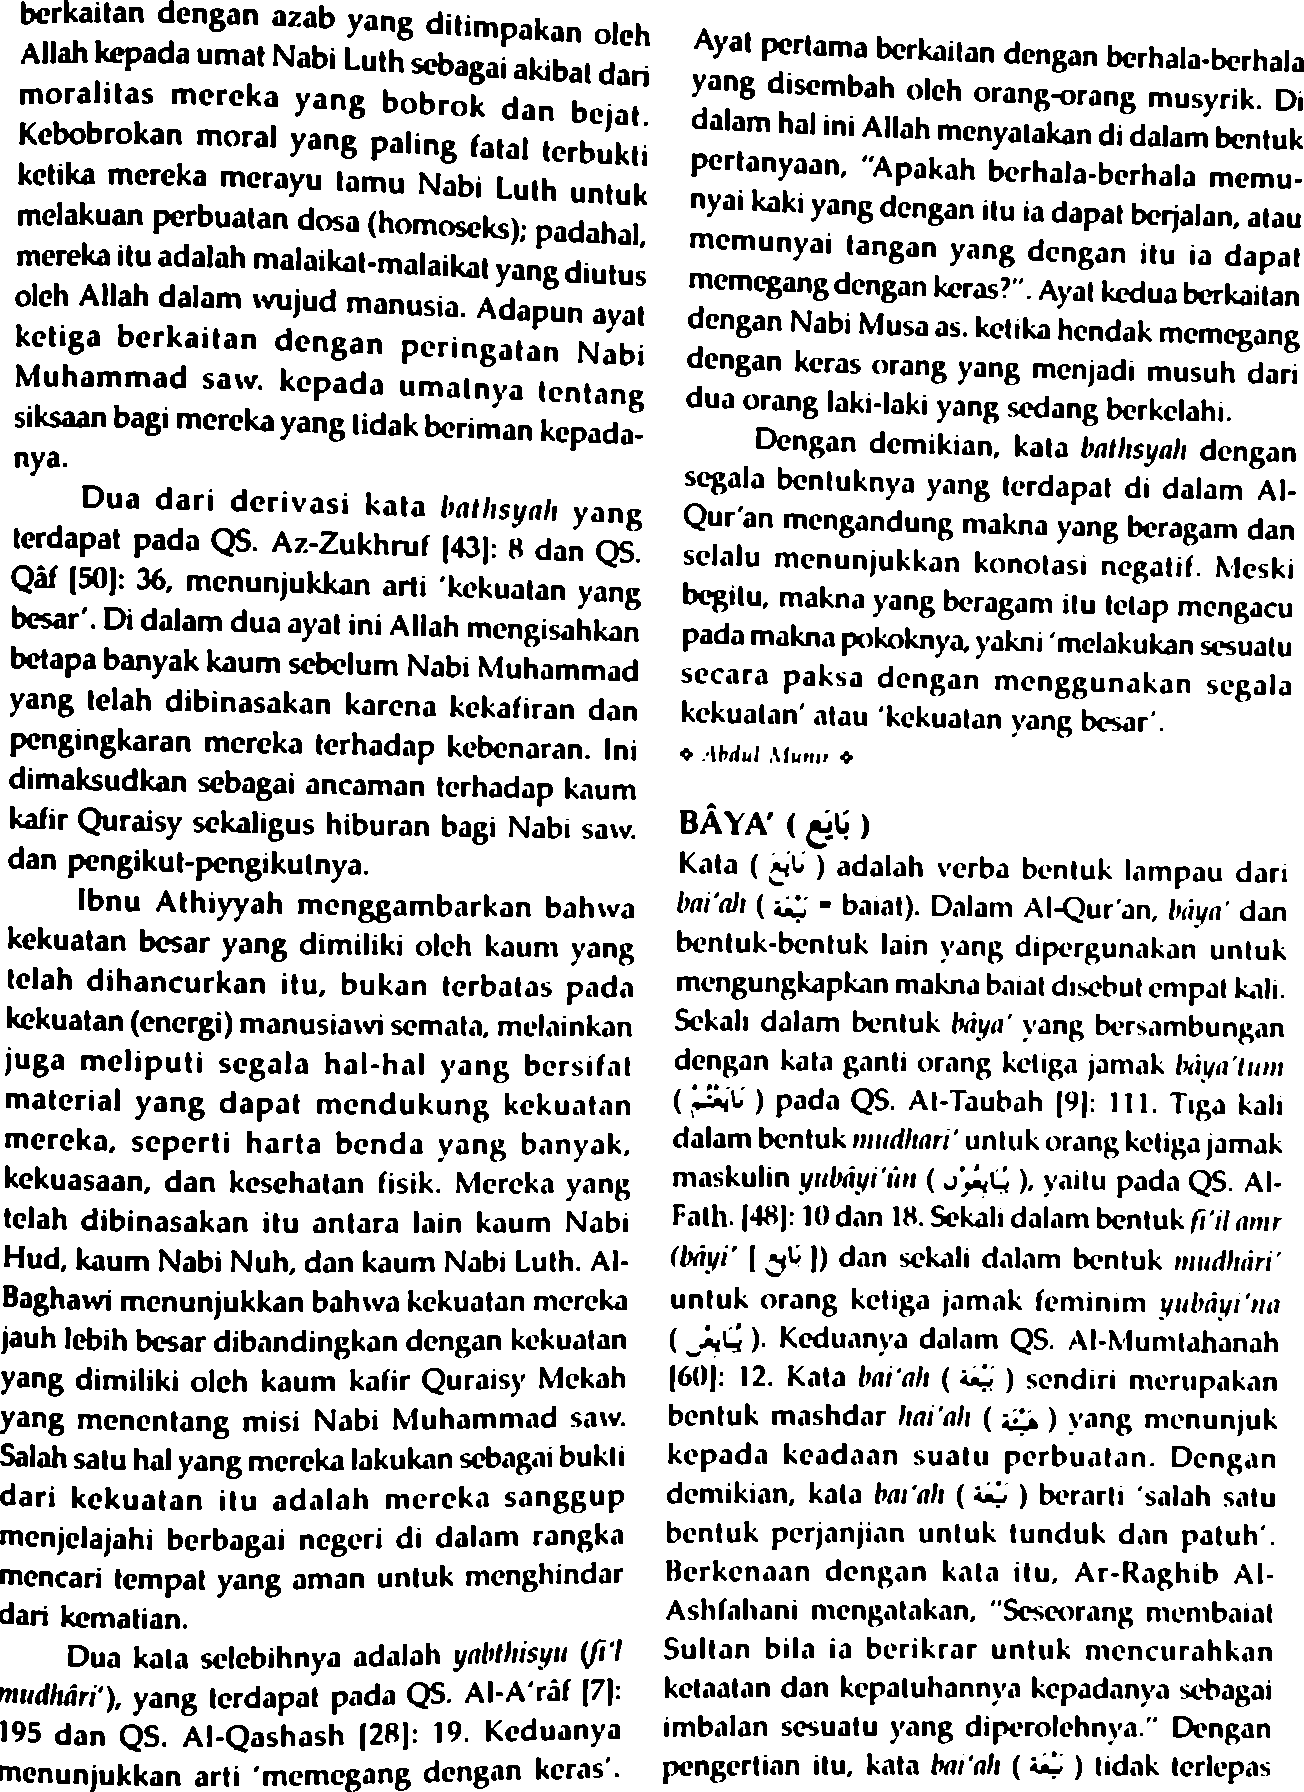 berkaitan dengan azab yang ditimpakan oleh
Allah kepada umat Nabi Luth sebagai akibat dari
moralitas mereka yang bobrok dan bejat.
Kebobrokan moral yang paling fatal terbukti
ketika mereka merayu tamu Nabi Luth untuk
melakuan perbuatan dosa (homoseks); padahal,
mereka itu adalah malaikat-malaikat yang diutus
oleh Allah dalam wujud manusia. Adapun ayat
ketiga berkaitan dengan peringatan Nabi
Muhammad saw. kepada umatnya tentang
siksaan bagi mereka yang tidak beriman kepada-
nya.
Dua dari derivasi kata bathsyah yang
terdapat pada QS. Az-Zukhruf [43]: 8 dan QS.
Qâf [50]: 36, menunjukkan arti 'kekuatan yang
besar'. Di dalam dua ayat ini Allah mengisahkan
betapa banyak kaum sebelum Nabi Muhammad
yang telah dibinasakan karena kekafiran dan
pengingkaran mereka terhadap kebenaran. Ini
dimaksudkan sebagai ancaman terhadap kaum
kafir Quraisy sekaligus hiburan bagi Nabi saw.
dan pengikut-pengikutnya.
Ibnu Athiyyah menggambarkan bahwa
kekuatan besar yang dimiliki oleh kaum yang
telah dihancurkan itu, bukan terbatas pada
kekuatan (energi) manusiawi semata, melainkan
juga meliputi segala hal-hal yang bersifat
material yang dapat mendukung kekuatan
mereka, seperti harta benda yang banyak,
kekuasaan, dan kesehatan fisik. Mereka yang
telah dibinasakan itu antara lain kaum Nabi
Hud, kaum Nabi Nuh, dan kaum Nabi Luth. Al-
Baghawi menunjukkan bahwa kekuatan mereka
jauh lebih besar dibandingkan dengan kekuatan
yang dimiliki oleh kaum kafir Quraisy Mekah
yang menentang misi Nabi Muhammad saw.
Salah satu hal yang mereka lakukan sebagai bukti
dari kekuatan itu adalah mereka sanggup
menjelajahi berbagai negeri di dalam rangka
mencari tempat yang aman untuk menghindar
dari kematian.
Dua kata selebihnya adalah yabthisyu (fi'l
mudhâri'), yang terdapat pada QS. Al-A'râf [7]:
195 dan QS. Al-Qashash [28]: 19. Keduanya
menunjukkan arti 'memegang dengan keras'.
Ayat pertama berkaitan dengan berhala-berhala
yang disembah oleh orang-orang musyrik. Di
dalam hal ini Allah menyatakan di dalam bentuk
pertanyaan, "Apakah berhala-berhala memu-
nyai kaki yang dengan itu ia dapat berjalan, atau
memunyai tangan yang dengan itu ia dapat
memegang dengan keras?". Ayat kedua berkaitan
dengan Nabi Musa as. ketika hendak memegang
dengan keras orang yang menjadi musuh dari
dua orang laki-laki yang sedang berkelahi.
Dengan demikian, kata bathsyah dengan
segala bentuknya yang terdapat di dalam Al-
Qur'an mengandung makna yang beragam dan
selalu menunjukkan konotasi negatif. Meski
begitu, makna yang beragam itu tetap mengacu
pada makna pokoknya, yakni 'melakukan sesuatu
secara paksa dengan menggunakan segala
kekuatan' atau 'kekuatan yang besar'.
❖ Abdul Munir ❖
BÂYA' ( بَايَعَ )
Kata ( بَايَعَ ) adalah verba bentuk lampau dari
bai'ah ( بَيْعَة = baiat). Dalam Al-Qur'an, bâya' dan
bentuk-bentuk lain yang dipergunakan untuk
mengungkapkan makna baiat disebut empat kali.
Sekali dalam bentuk bâya' yang bersambungan
dengan kata ganti orang ketiga jamak bâya'tum
( بَايَعْتُمْ ) pada QS. At-Taubah [9]: 111. Tiga kali
dalam bentuk mudhari' untuk orang ketiga jamak
maskulin yubâyi'ûn ( يُبَايِعُوْنَ ), yaitu pada QS. Al-
Fath. [48]: 10 dan 18. Sekali dalam bentuk fi'il amr
(bâyi' [ بَايِعْ ]) dan sekali dalam bentuk mudhâri'
untuk orang ketiga jamak feminim yubâyi'na
( يُبَايِعْنَ ). Keduanya dalam QS. Al-Mumtahanah
[60]: 12. Kata bai'ah ( بَيْعَة ) sendiri merupakan
bentuk mashdar hai'ah ( هَيْئَة ) yang menunjuk
kepada keadaan suatu perbuatan. Dengan
demikian, kata bai'ah ( بَيْعَة ) berarti 'salah satu
bentuk perjanjian untuk tunduk dan patuh'.
Berkenaan dengan kata itu, Ar-Raghib Al-
Ashfahani mengatakan, "Seseorang membaiat
Sultan bila ia berikrar untuk mencurahkan
ketaatan dan kepatuhannya kepadanya sebagai
imbalan sesuatu yang diperolehnya." Dengan
pengertian itu, kata bai'ah ( بَيْعَة ) tidak terlepas